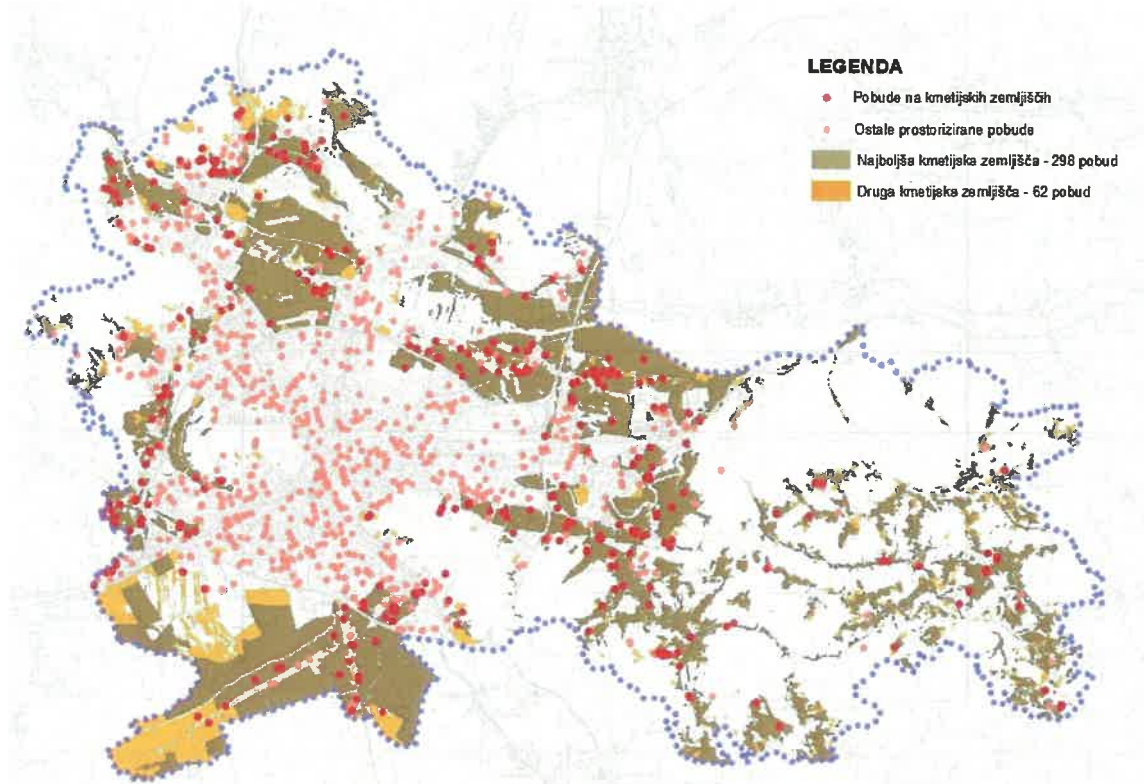 LEGENDA
Pobude na kmetijskih zemljiščih
Ostale prostorizirane pobude
Najboljša kmetijska zemljišča - 298 pobud
Druga kmetijska zemljišča - 62 pobud